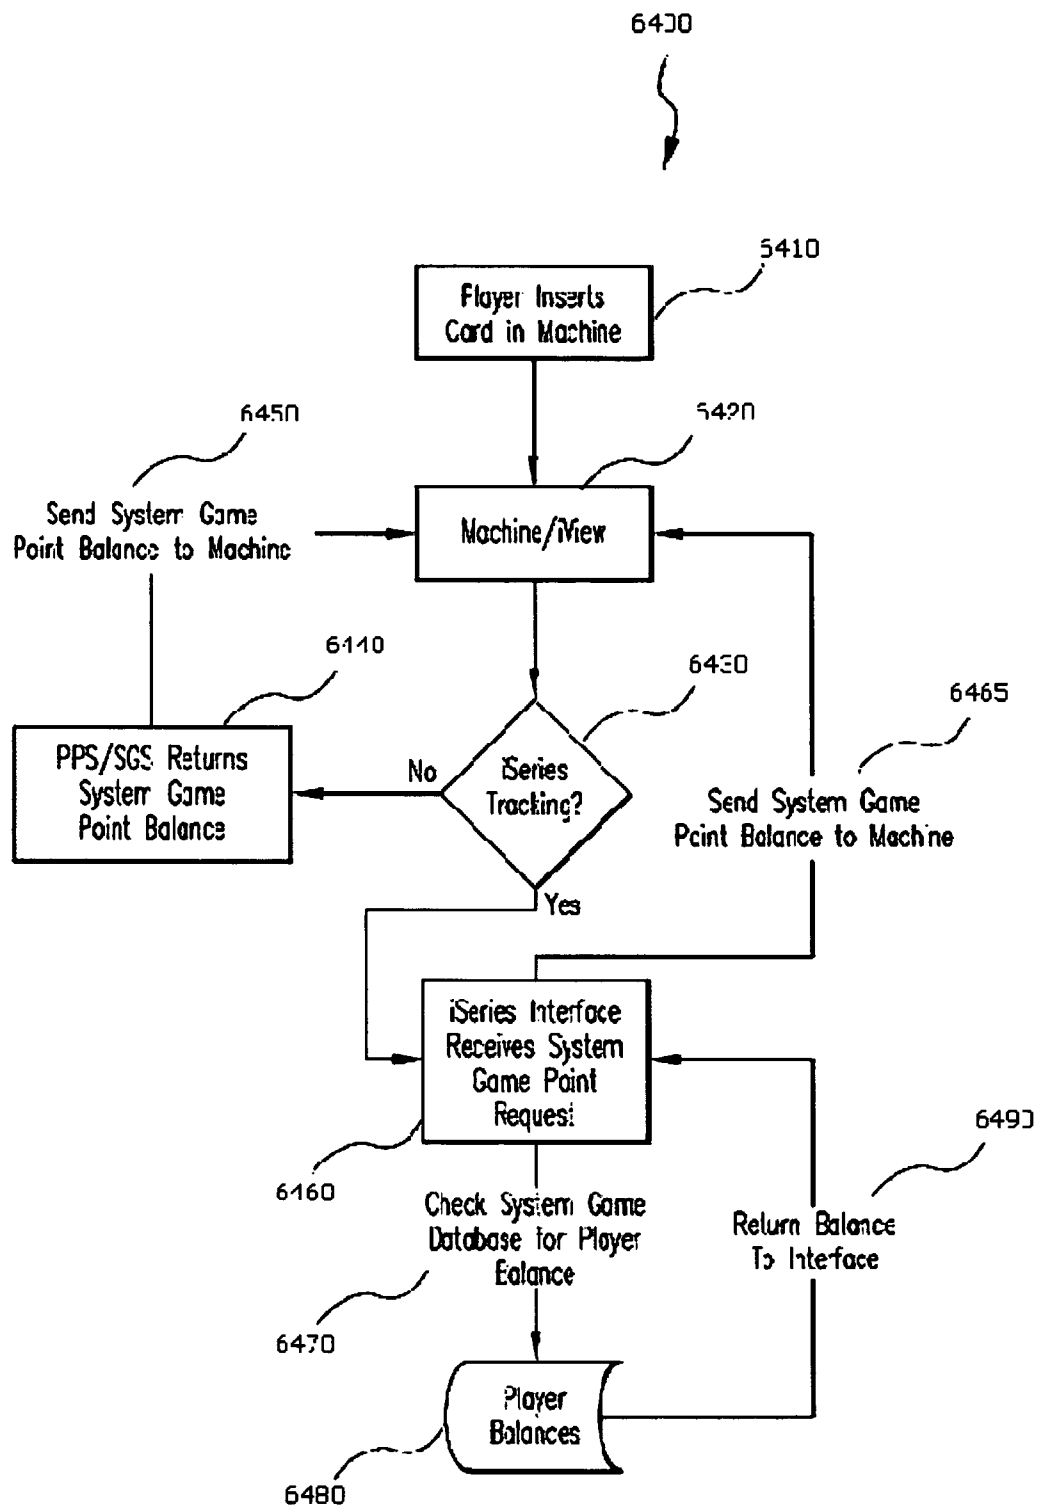 6400
6410
Player Inserts
Card in Machine
6450
6420
Send System Game
Point Balance to Machine
Machine/iView
6440
6430
6465
PPS/SGS Returns
System Game
Point Balance
No
iSeries
Tracking?
Send System Game
Point Balance to Machine
Yes
iSeries Interface
Receives System
Game Point
Request
6460
6490
Check System Game
Database for Player
Balance
Return Balance
To Interface
6470
Player
Balances
6480